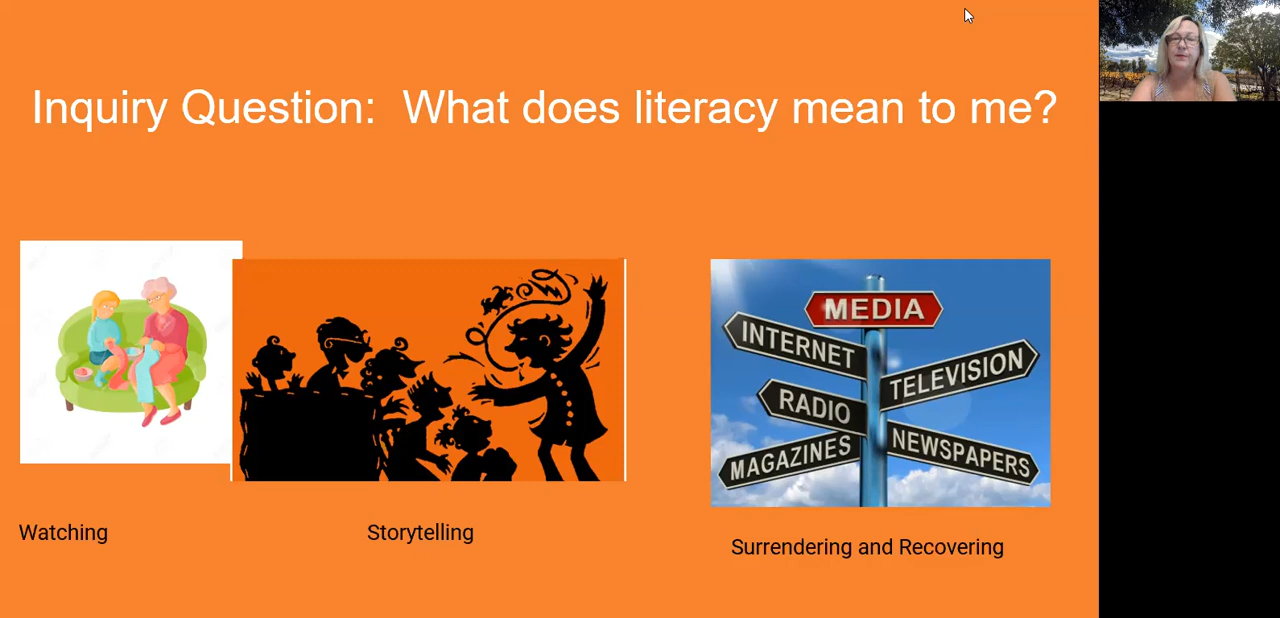 Inquiry Question: What does literacy mean to me?
MEDIA
INTERNET
TELEVISION
RADIO
MAGAZINES
NEWSPAPERS
Watching
Storytelling
Surrendering and Recovering